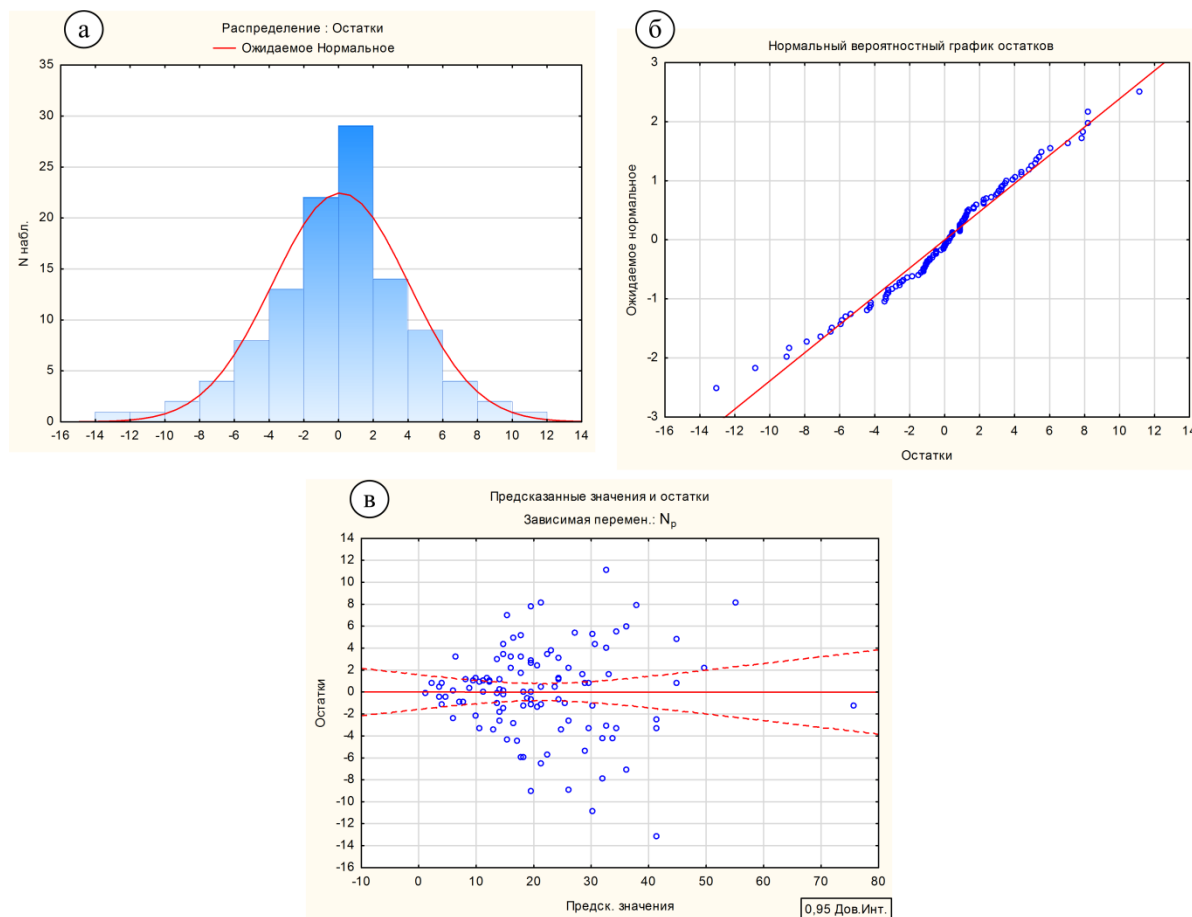 а
Распределение : Остатки
Ожидаемое Нормальное
N набл.
35
30
25
20
15
10
5
0
-16 -14 -12 -10 -8 -6 -4 -2 0 2 4 6 8 10 12 14
б
Нормальный вероятностный график остатков
Ожидаемое нормальное
3
2
1
0
-1
-2
-3
-16 -14 -12 -10 -8 -6 -4 -2 0 2 4 6 8 10 12 14
Остатки
в
Предсказанные значения и остатки
Зависимая перемен.: Nр
Остатки
14
12
10
8
6
4
2
0
-2
-4
-6
-8
-10
-12
-14
-16
-10 0 10 20 30 40 50 60 70 80
Предск. значения
0,95 Дов.Инт.